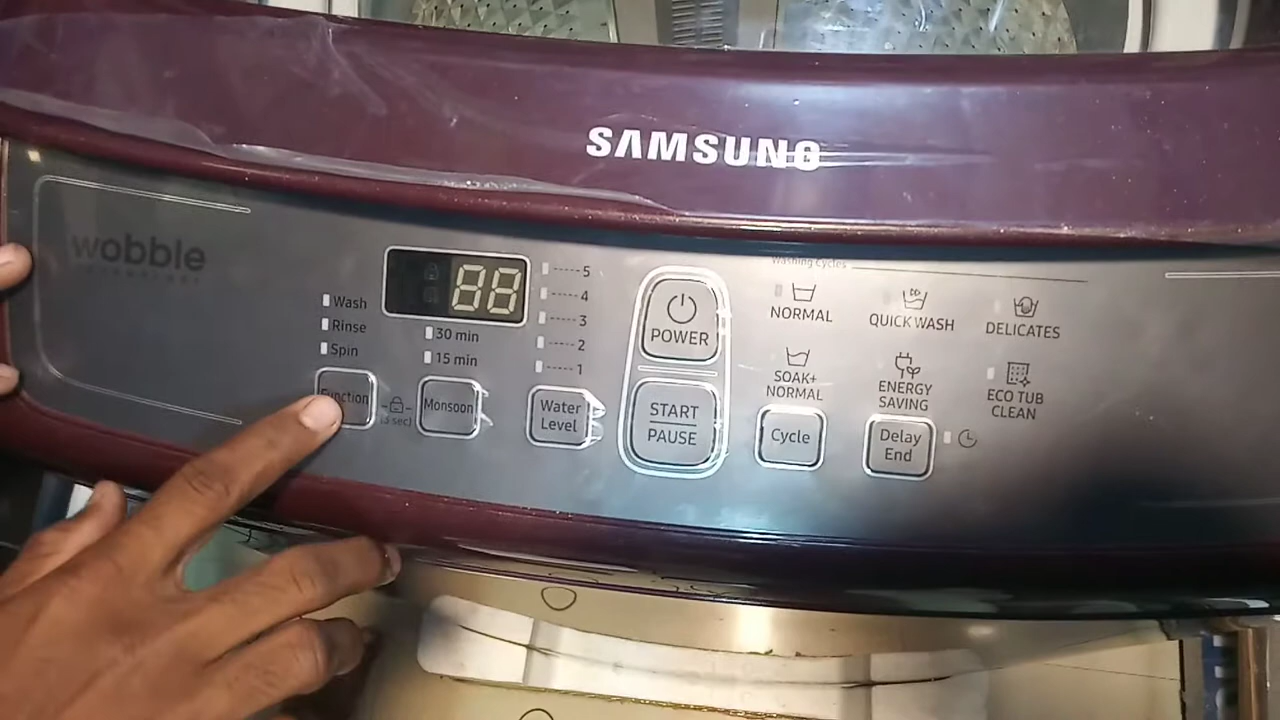 SAMSUNG
wobble
Washing Cycles
88
Wash
Rinse
Spin
30 min
15 min
5
4
3
2
1
Function
(3 sec)
Monsoon
Water
Level
POWER
START
PAUSE
NORMAL
QUICK WASH
DELICATES
SOAK+
NORMAL
ENERGY
SAVING
ECO TUB
CLEAN
Cycle
Delay
End